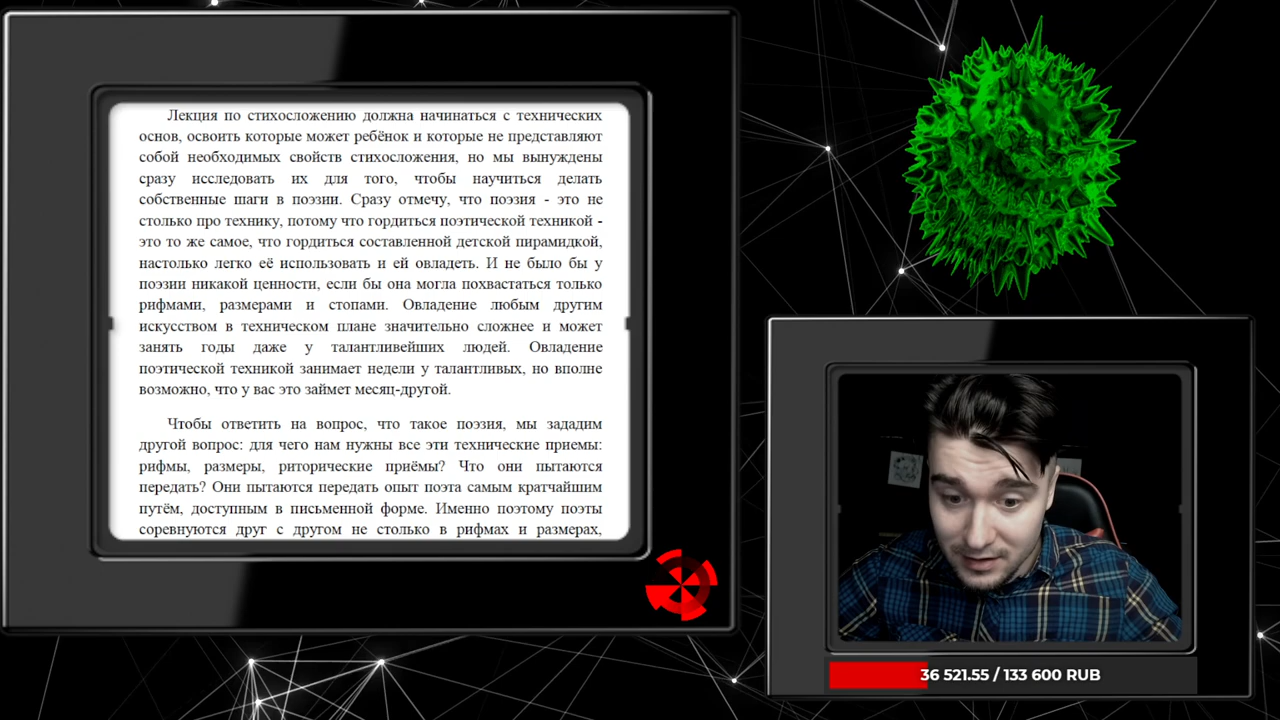 Лекция по стихосложению должна начинаться с технических
основ, освоить которые может ребёнок и которые не представляют
собой необходимых свойств стихосложения, но мы вынуждены
сразу исследовать их для того, чтобы научиться делать
собственные шаги в поэзии. Сразу отмечу, что поэзия - это не
столько про технику, потому что гордиться поэтической техникой -
это то же самое, что гордиться составленной детской пирамидкой,
настолько легко её использовать и ей овладеть. И не было бы у
поэзии никакой ценности, если бы она могла похвастаться только
рифмами, размерами и стопами. Овладение любым другим
искусством в техническом плане значительно сложнее и может
занять годы даже у талантливейших людей. Овладение
поэтической техникой занимает недели у талантливых, но вполне
возможно, что у вас это займет месяц-другой.
Чтобы ответить на вопрос, что такое поэзия, мы зададим
другой вопрос: для чего нам нужны все эти технические приемы:
рифмы, размеры, риторические приёмы? Что они пытаются
передать? Они пытаются передать опыт поэта самым кратчайшим
путём, доступным в письменной форме. Именно поэтому поэты
соревнуются друг с другом не столько в рифмах и размерах,
36 521.55 / 133 600 RUB